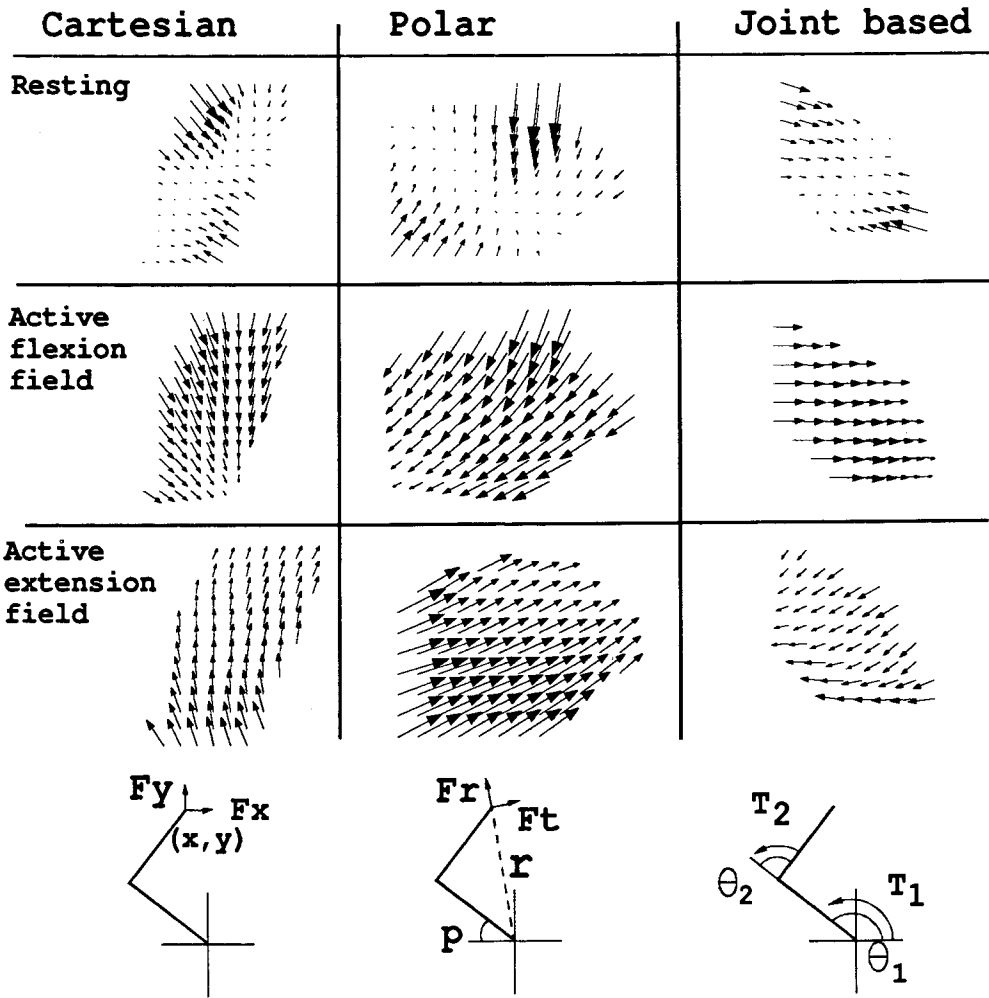 Cartesian
Polar
Joint based
Resting
Active
flexion
field
Active
extension
field
Fy
Fx
(x,y)
Fr
Ft
r
p
T2
θ2
T1
θ1